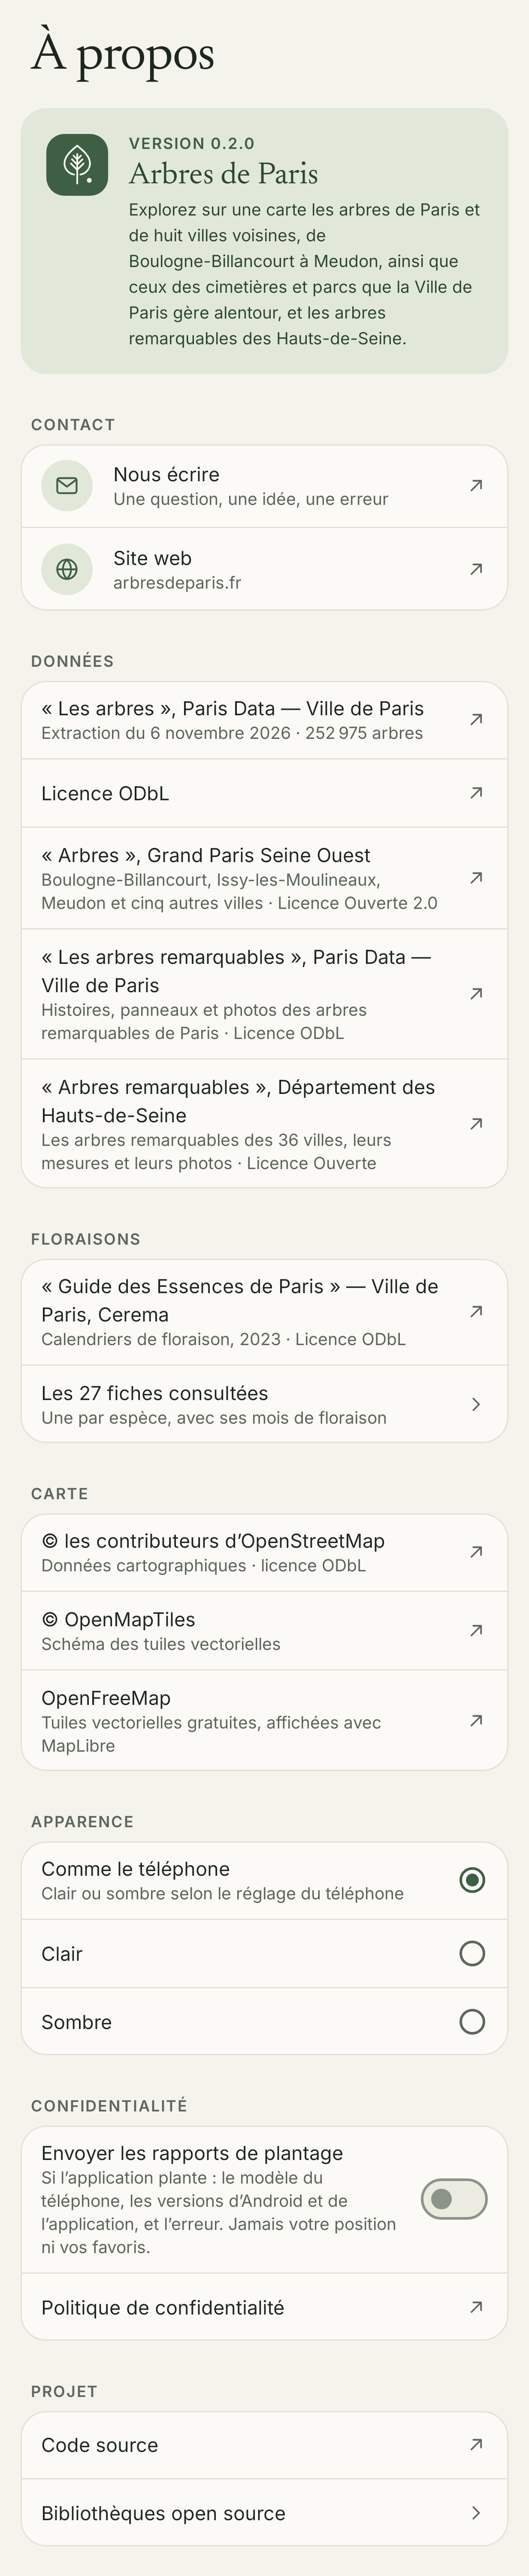 À propos
VERSION 0.2.0
Arbres de Paris
Explorez sur une carte les arbres de Paris et
de huit villes voisines, de
Boulogne-Billancourt à Meudon, ainsi que
ceux des cimetières et parcs que la Ville de
Paris gère alentour, et les arbres
remarquables des Hauts-de-Seine.
CONTACT
Nous écrire
Une question, une idée, une erreur
Site web
arbresdeparis.fr
DONNÉES
« Les arbres », Paris Data — Ville de Paris
Extraction du 6 novembre 2026 · 252 975 arbres
Licence ODbL
« Arbres », Grand Paris Seine Ouest
Boulogne-Billancourt, Issy-les-Moulineaux,
Meudon et cinq autres villes · Licence Ouverte 2.0
« Les arbres remarquables », Paris Data —
Ville de Paris
Histoires, panneaux et photos des arbres
remarquables de Paris · Licence ODbL
« Arbres remarquables », Département des
Hauts-de-Seine
Les arbres remarquables des 36 villes, leurs
mesures et leurs photos · Licence Ouverte
FLORAISONS
« Guide des Essences de Paris » — Ville de
Paris, Cerema
Calendriers de floraison, 2023 · Licence ODbL
Les 27 fiches consultées
Une par espèce, avec ses mois de floraison
CARTE
© les contributeurs d’OpenStreetMap
Données cartographiques · licence ODbL
© OpenMapTiles
Schéma des tuiles vectorielles
OpenFreeMap
Tuiles vectorielles gratuites, affichées avec
MapLibre
APPARENCE
Comme le téléphone
Clair ou sombre selon le réglage du téléphone
Clair
Sombre
CONFIDENTIALITÉ
Envoyer les rapports de plantage
Si l’application plante : le modèle du
téléphone, les versions d’Android et de
l’application, et l’erreur. Jamais votre position
ni vos favoris.
Politique de confidentialité
PROJET
Code source
Bibliothèques open source